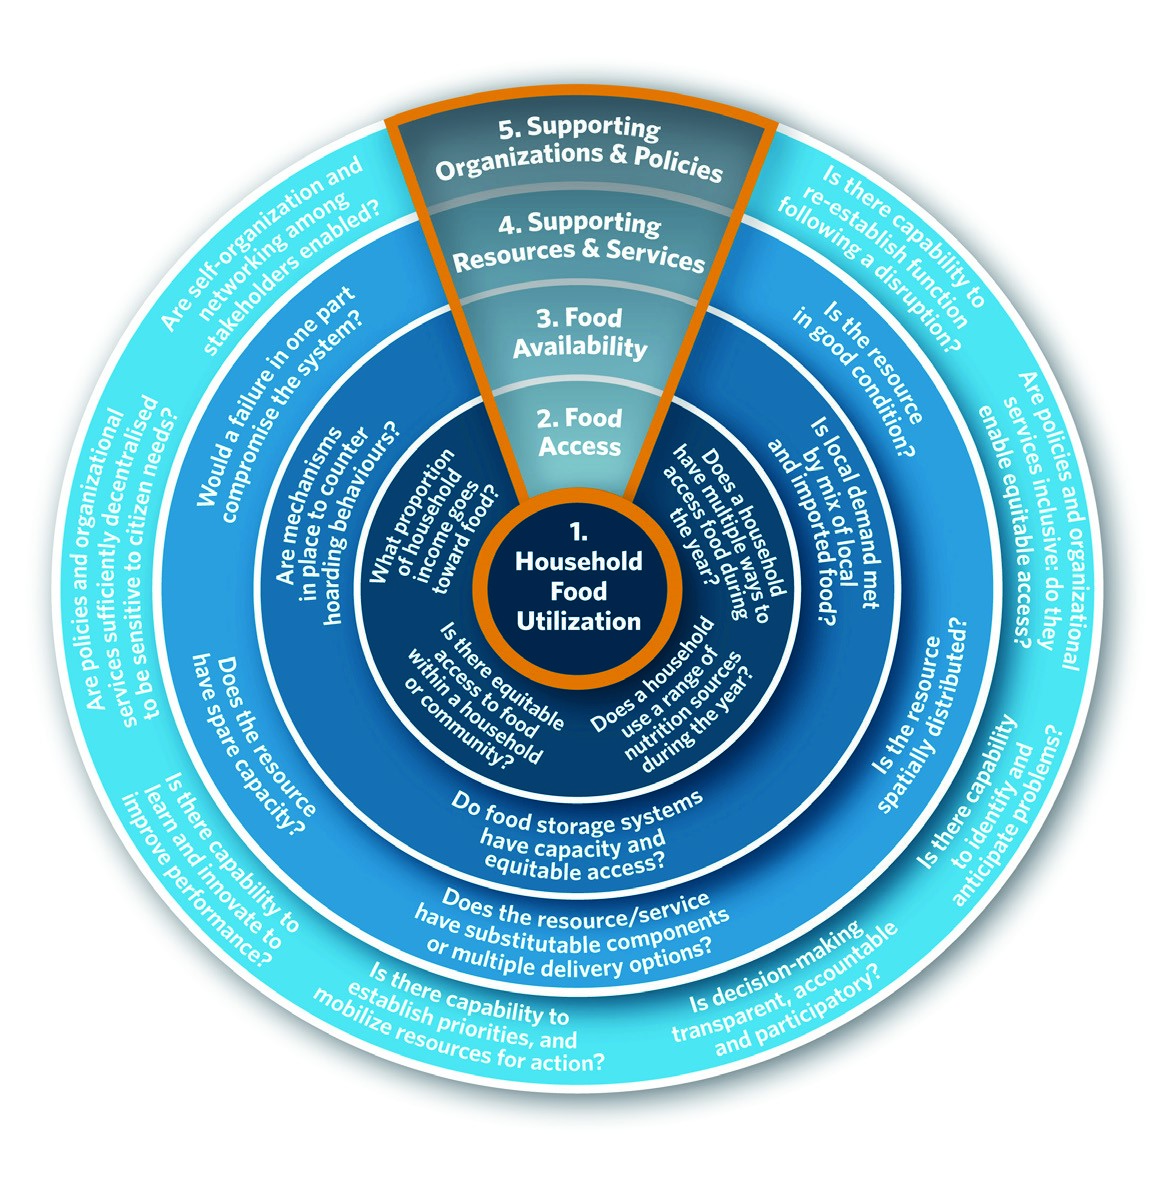 5. Supporting
Organizations & Policies
4. Supporting
Resources & Services
3. Food
Availability
2. Food
Access
1.
Household
Food
Utilization
Does a household
have multiple ways to
access food during
the year?
Does a household
use a range of
nutrition sources
during the year?
Is there equitable
access to food
within a household
or community?
What proportion
of household
income goes
toward food?
Is local demand met
by mix of local
and imported food?
Do food storage systems
have capacity and
equitable access?
Are mechanisms
in place to counter
hoarding behaviours?
Is the resource
in good condition?
Is the resource
spatially distributed?
Does the resource/service
have substitutable components
or multiple delivery options?
Does the resource
have spare capacity?
Would a failure in one part
compromise the system?
Is there capability to
re-establish function
following a disruption?
Are policies and organizational
services inclusive: do they
enable equitable access?
Is there capability
to identify and
anticipate problems?
Is decision-making
transparent, accountable
and participatory?
Is there capability to
establish priorities, and
mobilize resources for action?
Is there capability to
learn and innovate to
improve performance?
Are policies and organizational
services sufficiently decentralised
to be sensitive to citizen needs?
Are self-organization and
networking among
stakeholders enabled?